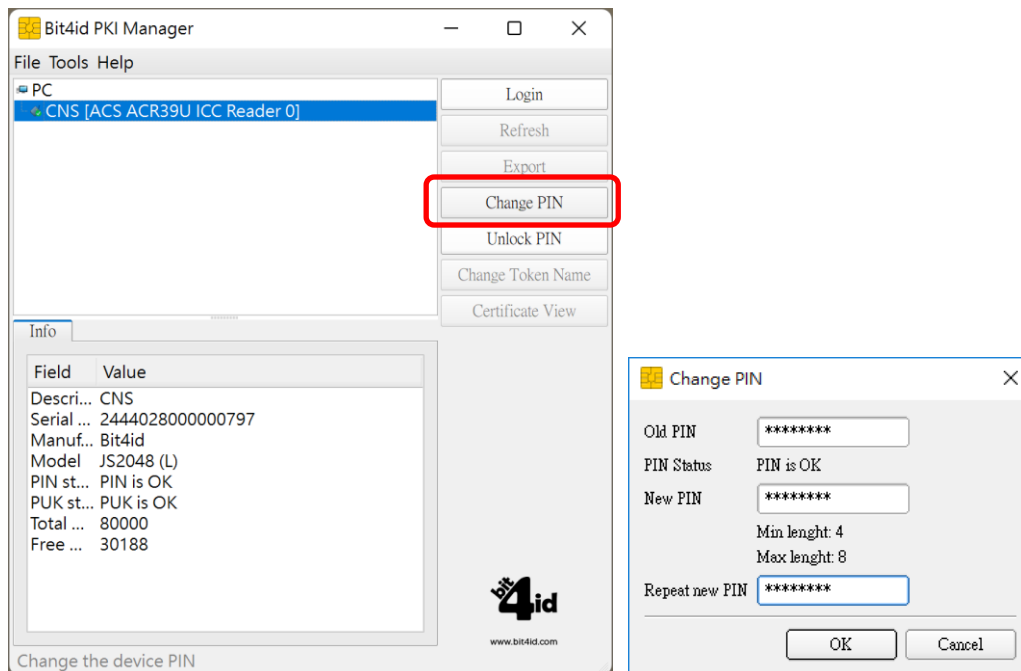 Bit4id PKI Manager
File Tools Help
PC
CNS [ACS ACR39U ICC Reader 0]
Login
Refresh
Export
Change PIN
Unlock PIN
Change Token Name
Certificate View
Info
Field Value
Descri... CNS
Serial ... 2444028000000797
Manuf... Bit4id
Model JS2048 (L)
PIN st... PIN is OK
PUK st... PUK is OK
Total ... 80000
Free ... 30188
bit4id
www.bit4id.com
Change the device PIN
Change PIN
Old PIN ********
PIN Status PIN is OK
New PIN ********
Min lenght: 4
Max lenght: 8
Repeat new PIN ********
OK Cancel